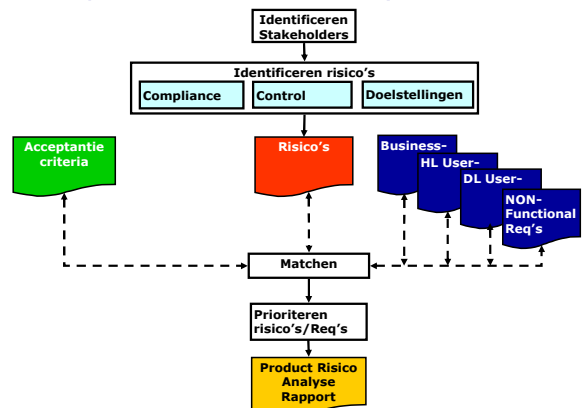 Identificeren
Stakeholders
Identificeren risico's
Compliance
Control
Doelstellingen
Acceptantie
criteria
Risico's
Business-
HL User-
DL User-
NON-
Functional
Req's
Matchen
Prioriteren
risico's/Req's
Product Risico
Analyse
Rapport